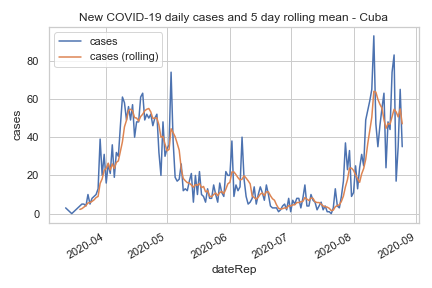 New COVID-19 daily cases and 5 day rolling mean - Cuba
cases
cases (rolling)
80
60
40
20
0
cases
2020-04
2020-05
2020-06
2020-07
2020-08
2020-09
dateRep